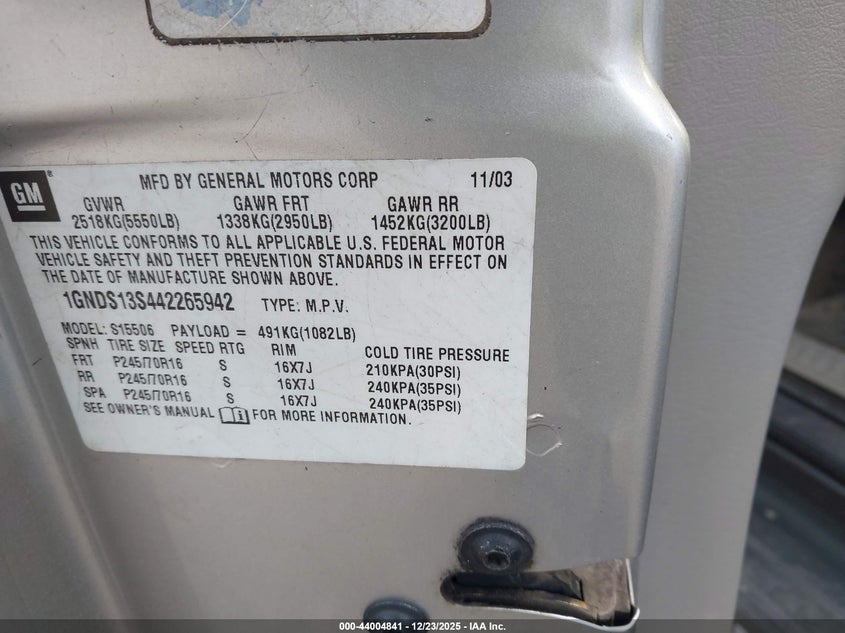 GM ®
MFD BY GENERAL MOTORS CORP 11/03
GVWR GAWR FRT GAWR RR
2518KG(5550LB) 1338KG(2950LB) 1452KG(3200LB)
THIS VEHICLE CONFORMS TO ALL APPLICABLE U.S. FEDERAL MOTOR
VEHICLE SAFETY AND THEFT PREVENTION STANDARDS IN EFFECT ON
THE DATE OF MANUFACTURE SHOWN ABOVE.
1GNDS13S442265942 TYPE: M.P.V.
MODEL: S15506 PAYLOAD = 491KG(1082LB)
SPNH TIRE SIZE SPEED RTG RIM COLD TIRE PRESSURE
FRT P245/70R16 S 16X7J 210KPA(30PSI)
RR P245/70R16 S 16X7J 240KPA(35PSI)
SPA P245/70R16 S 16X7J 240KPA(35PSI)
SEE OWNER'S MANUAL FOR MORE INFORMATION.
000-44004841 - 12/23/2025 - IAA Inc.